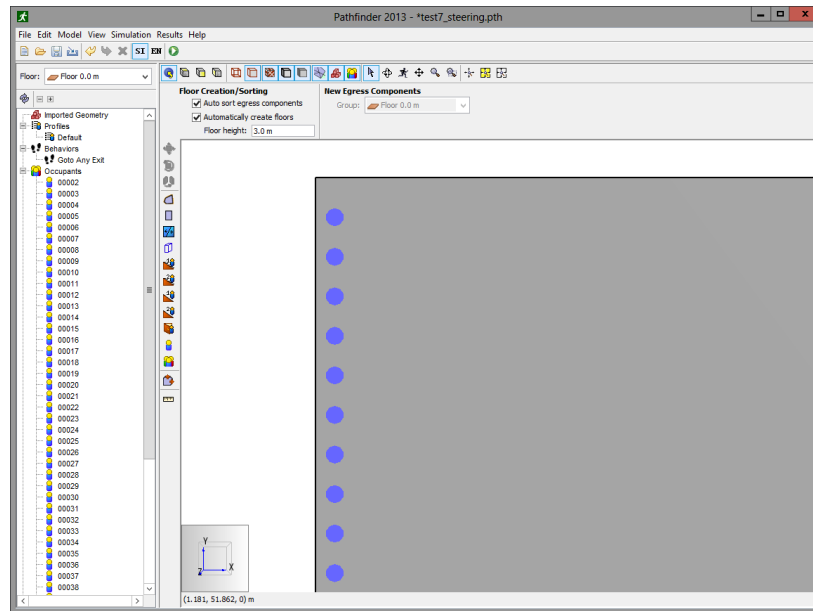 Pathfinder 2013 - *test7_steering.pth
File Edit Model View Simulation Results Help
SI EN
Floor: Floor 0.0 m
Floor Creation/Sorting
Auto sort egress components
Automatically create floors
Floor height: 3.0 m
New Egress Components
Group: Floor 0.0 m
Imported Geometry
Profiles
Default
Behaviors
Goto Any Exit
Occupants
00002
00003
00004
00005
00006
00007
00008
00009
00010
00011
00012
00013
00014
00015
00016
00017
00018
00019
00020
00021
00022
00023
00024
00025
00026
00027
00028
00029
00030
00031
00032
00033
00034
00035
00036
00037
00038
Y
Z
X
(1.181, 51.862, 0) m